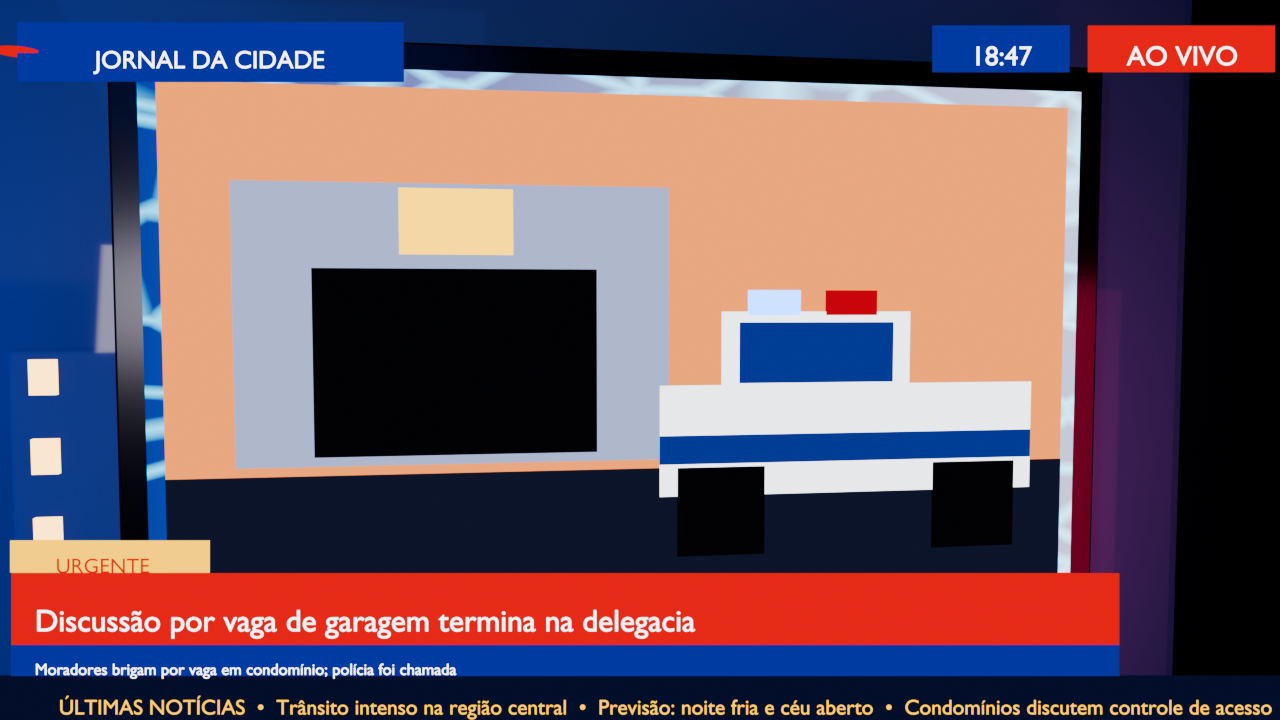 JORNAL DA CIDADE
18:47
AO VIVO
URGENTE
Discussão por vaga de garagem termina na delegacia
Moradores brigam por vaga em condomínio; polícia foi chamada
ÚLTIMAS NOTÍCIAS • Trânsito intenso na região central • Previsão: noite fria e céu aberto • Condomínios discutem controle de acesso